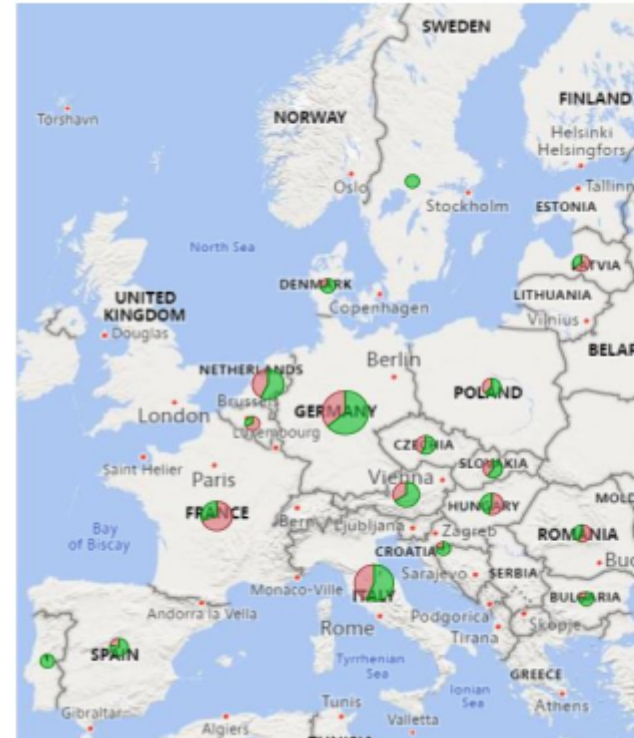 SWEDEN
NORWAY
FINLAND
Tórshavn
Helsinki
Helsingfors
Oslo
Tallinn
Stockholm
ESTONIA
North Sea
LATVIA
DENMARK
LITHUANIA
UNITED
KINGDOM
Copenhagen
Vilnius
Douglas
BELAR
NETHERLANDS
Berlin
Brussels
POLAND
London
GERMANY
Luxembourg
CZECHIA
Saint Helier
SLOVAKIA
Paris
Vienna
FRANCE
HUNGARY
MOLD
Bern
Ljubljana
Zagreb
ROMANIA
Bay
of Biscay
CROATIA
Buc
Sarajevo
SERBIA
Monaco-Ville
ITALY
BULGARIA
Andorra la Vella
Podgorica
Skopje
Rome
Tirana
SPAIN
Tyrrhenian
Sea
GREECE
Ionian
Sea
Gibraltar
Tunis
Athens
Algiers
Valletta